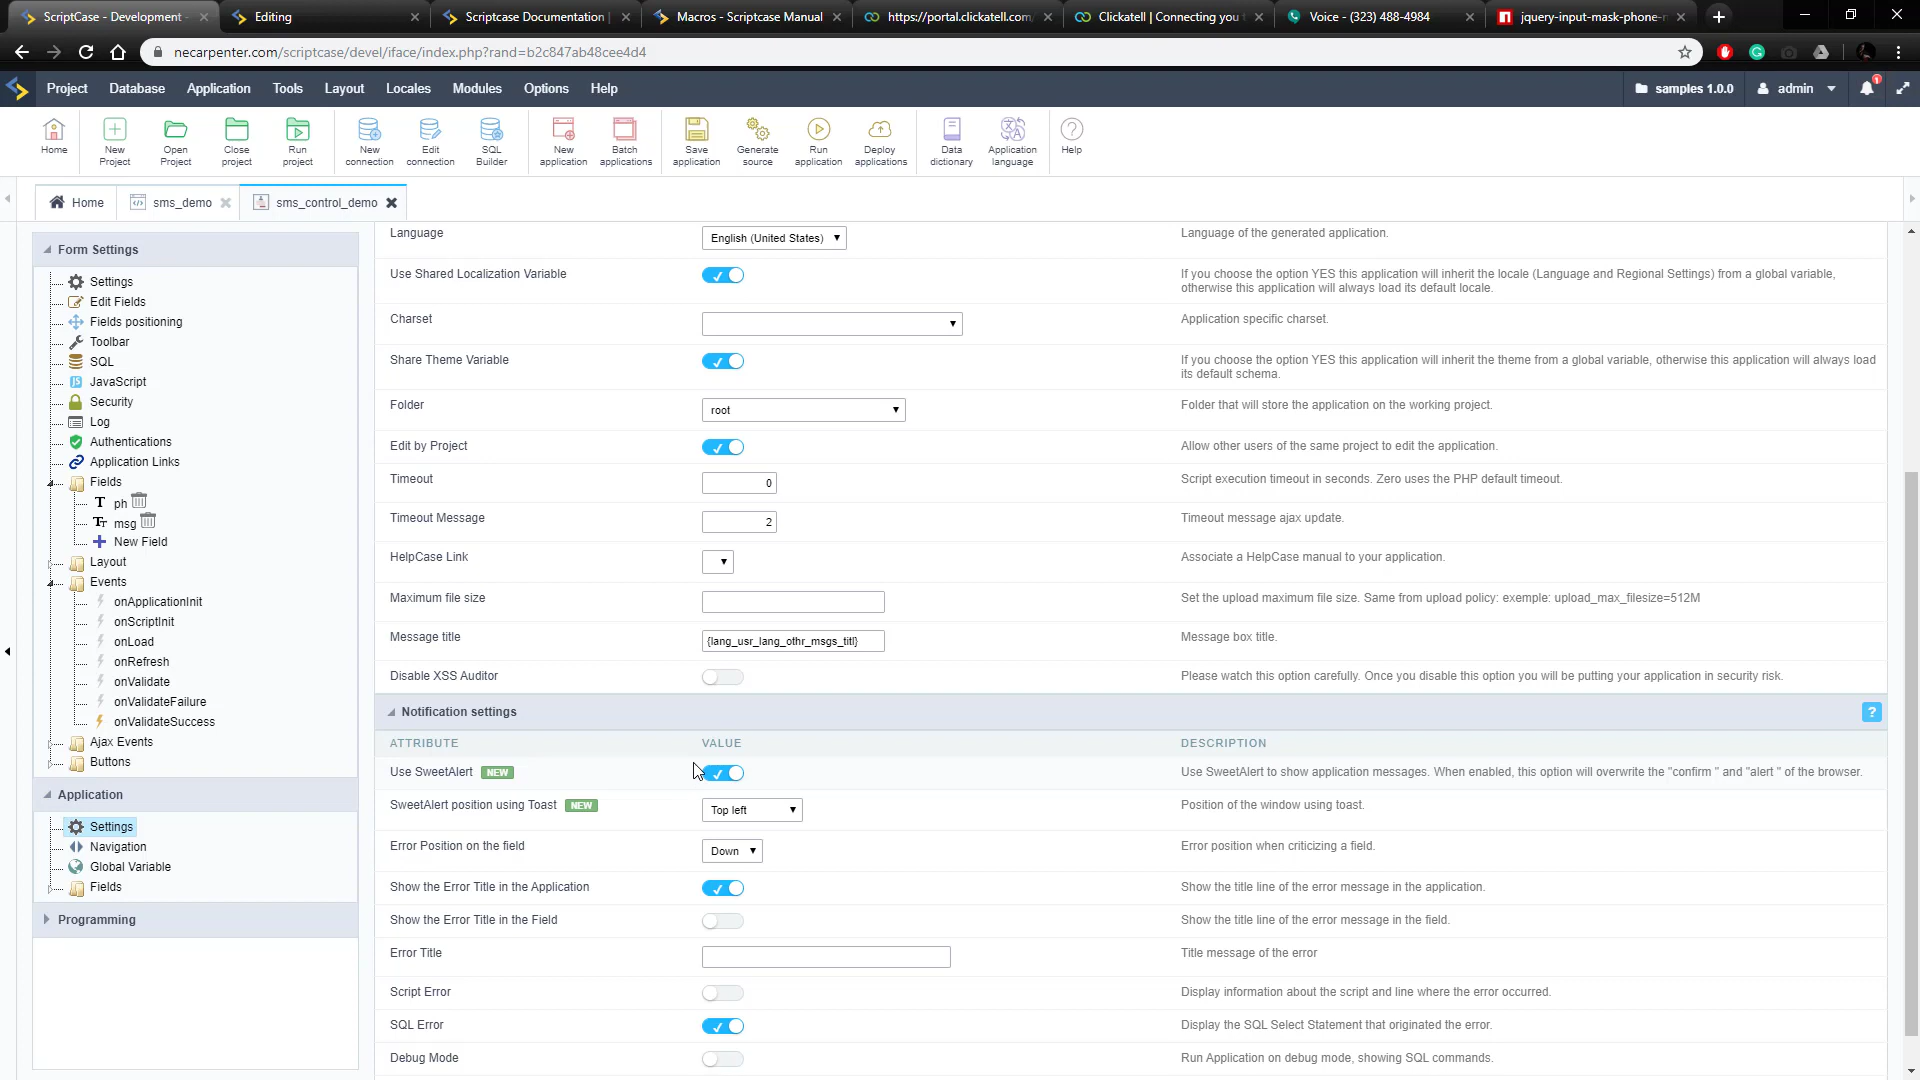 ScriptCase - Development -
Editing
Scriptcase Documentation |
Macros - Scriptcase Manual
https://portal.clickatell.com/
Clickatell | Connecting you t
Voice - (323) 488-4984
jquery-input-mask-phone-n
necarpenter.com/scriptcase/devel/iface/index.php?rand=b2c847ab48cee4d4
Project Database Application Tools Layout Locales Modules Options Help
samples 1.0.0 admin 1
Home
New Project
Open Project
Close project
Run project
New connection
Edit connection
SQL Builder
New application
Batch applications
Save application
Generate source
Run application
Deploy applications
Data dictionary
Application language
Help
Home
sms_demo
sms_control_demo
Form Settings
Settings
Edit Fields
Fields positioning
Toolbar
SQL
JavaScript
Security
Log
Authentications
Application Links
Fields
ph
msg
New Field
Layout
Events
onApplicationInit
onScriptInit
onLoad
onRefresh
onValidate
onValidateFailure
onValidateSuccess
Ajax Events
Buttons
Application
Settings
Navigation
Global Variable
Fields
Programming
Language English (United States) Language of the generated application.
Use Shared Localization Variable If you choose the option YES this application will inherit the locale (Language and Regional Settings) from a global variable,
otherwise this application will always load its default locale.
Charset Application specific charset.
Share Theme Variable If you choose the option YES this application will inherit the theme from a global variable, otherwise this application will always load
its default schema.
Folder root Folder that will store the application on the working project.
Edit by Project Allow other users of the same project to edit the application.
Timeout 0 Script execution timeout in seconds. Zero uses the PHP default timeout.
Timeout Message 2 Timeout message ajax update.
HelpCase Link Associate a HelpCase manual to your application.
Maximum file size Set the upload maximum file size. Same from upload policy: exemple: upload_max_filesize=512M
Message title {lang_usr_lang_othr_msgs_titl} Message box title.
Disable XSS Auditor Please watch this option carefully. Once you disable this option you will be putting your application in security risk.
Notification settings ?
ATTRIBUTE VALUE DESCRIPTION
Use SweetAlert NEW Use SweetAlert to show application messages. When enabled, this option will overwrite the "confirm " and "alert " of the browser.
SweetAlert position using Toast NEW Top left Position of the window using toast.
Error Position on the field Down Error position when criticizing a field.
Show the Error Title in the Application Show the title line of the error message in the application.
Show the Error Title in the Field Show the title line of the error message in the field.
Error Title Title message of the error
Script Error Display information about the script and line where the error occurred.
SQL Error Display the SQL Select Statement that originated the error.
Debug Mode Run Application on debug mode, showing SQL commands.